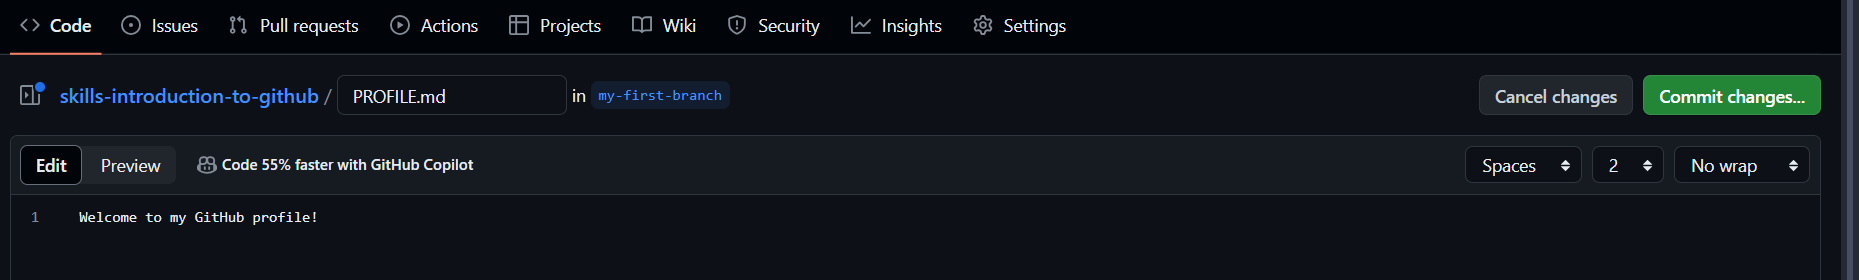 Code Issues Pull requests Actions Projects Wiki Security Insights Settings
skills-introduction-to-github / PROFILE.md in my-first-branch Cancel changes Commit changes...
Edit Preview Code 55% faster with GitHub Copilot Spaces 2 No wrap
1 Welcome to my GitHub profile!